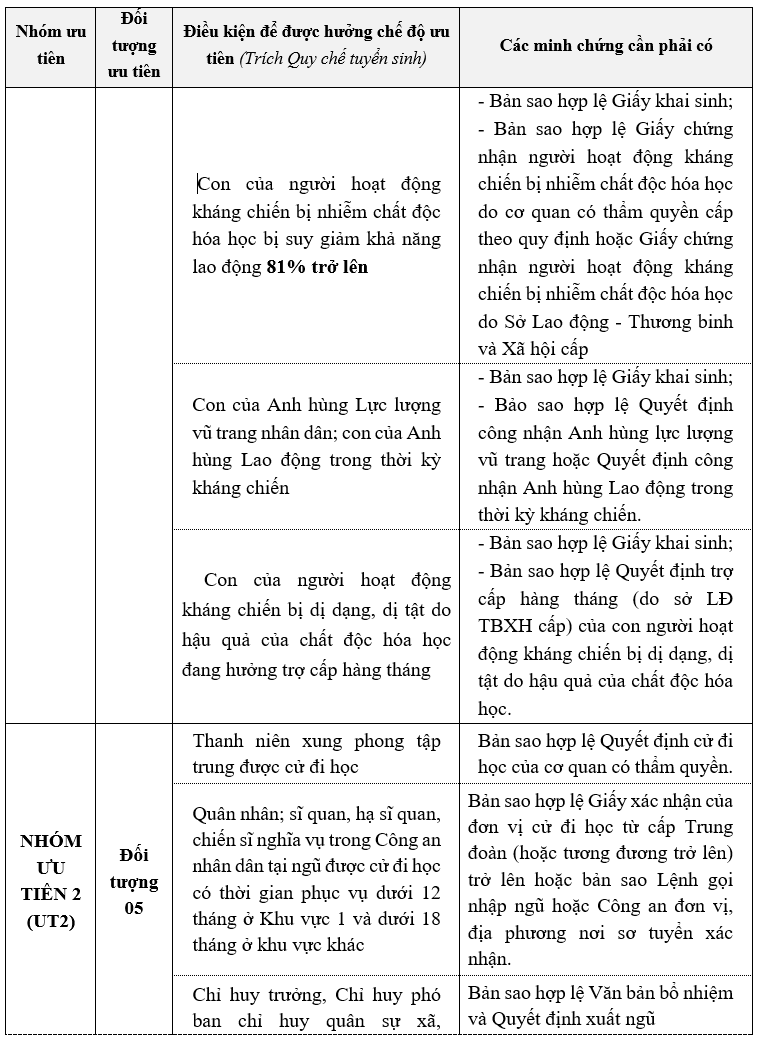 Nhóm ưu tiên
Đối tượng ưu tiên
Điều kiện để được hưởng chế độ ưu
tiên (Trích Quy chế tuyển sinh)
Các minh chứng cần phải có
Con của người hoạt động
kháng chiến bị nhiễm chất độc
hóa học bị suy giảm khả năng
lao động 81% trở lên
- Bản sao hợp lệ Giấy khai sinh;
- Bản sao hợp lệ Giấy chứng
nhận người hoạt động kháng
chiến bị nhiễm chất độc hóa học
do cơ quan có thẩm quyền cấp
theo quy định hoặc Giấy chứng
nhận người hoạt động kháng
chiến bị nhiễm chất độc hóa học
do Sở Lao động - Thương binh
và Xã hội cấp
Con của Anh hùng Lực lượng
vũ trang nhân dân; con của Anh
hùng Lao động trong thời kỳ
kháng chiến
- Bản sao hợp lệ Giấy khai sinh;
- Bảo sao hợp lệ Quyết định
công nhận Anh hùng lực lượng
vũ trang hoặc Quyết định công
nhận Anh hùng Lao động trong
thời kỳ kháng chiến.
Con của người hoạt động
kháng chiến bị dị dạng, dị tật do
hậu quả của chất độc hóa học
đang hưởng trợ cấp hàng tháng
- Bản sao hợp lệ Giấy khai sinh;
- Bản sao hợp lệ Quyết định trợ
cấp hàng tháng (do sở LĐ
TBXH cấp) của con người hoạt
động kháng chiến bị dị dạng, dị
tật do hậu quả của chất độc hóa
học.
NHÓM
ƯU
TIÊN 2
(UT2)
Đối
tượng
05
Thanh niên xung phong tập
trung được cử đi học
Bản sao hợp lệ Quyết định cử đi
học của cơ quan có thẩm quyền.
Quân nhân; sĩ quan, hạ sĩ quan,
chiến sĩ nghĩa vụ trong Công an
nhân dân tại ngũ được cử đi học
có thời gian phục vụ dưới 12
tháng ở Khu vực 1 và dưới 18
tháng ở khu vực khác
Bản sao hợp lệ Giấy xác nhận của
đơn vị cử đi học từ cấp Trung
đoàn (hoặc tương đương trở lên)
trở lên hoặc bản sao Lệnh gọi
nhập ngũ hoặc Công an đơn vị,
địa phương nơi sơ tuyển xác
nhận.
Chỉ huy trưởng, Chỉ huy phó
ban chỉ huy quân sự xã,
Bản sao hợp lệ Văn bản bổ nhiệm
và Quyết định xuất ngũ